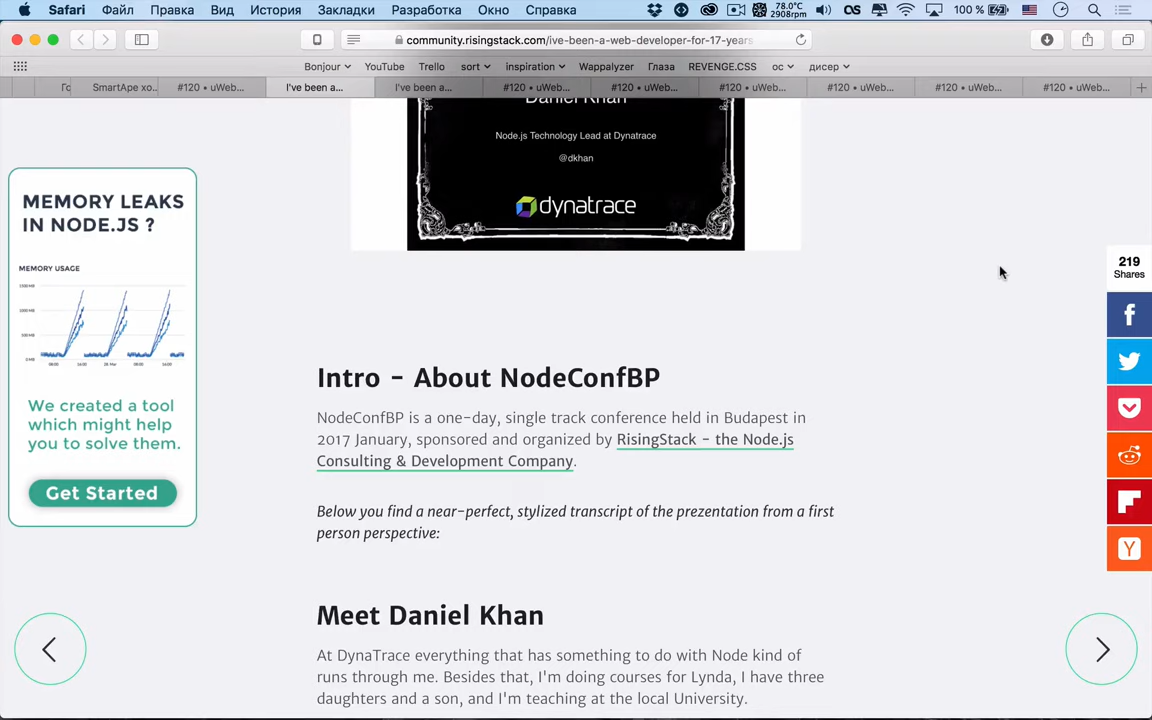 Safari Файл Правка Вид История Закладки Разработка Окно Справка 78.0°C 2908rpm 100 %
community.risingstack.com/ive-been-a-web-developer-for-17-years
Bonjour YouTube Trello sort inspiration Wappalyzer Глаза REVENGE.CSS ос дисер
Гс SmartApe хо... #120 • uWeb... I've been a... I've been a... #120 • uWeb... #120 • uWeb... #120 • uWeb... #120 • uWeb... #120 • uWeb... #120 • uWeb...
Daniel Khan
Node.js Technology Lead at Dynatrace
@dkhan
dynatrace
MEMORY LEAKS
IN NODE.JS ?
MEMORY USAGE
We created a tool
which might help
you to solve them.
Get Started
219
Shares
Intro - About NodeConfBP
NodeConfBP is a one-day, single track conference held in Budapest in
2017 January, sponsored and organized by RisingStack - the Node.js
Consulting & Development Company.
Below you find a near-perfect, stylized transcript of the prezentation from a first
person perspective:
Meet Daniel Khan
At DynaTrace everything that has something to do with Node kind of
runs through me. Besides that, I'm doing courses for Lynda, I have three
daughters and a son, and I'm teaching at the local University.